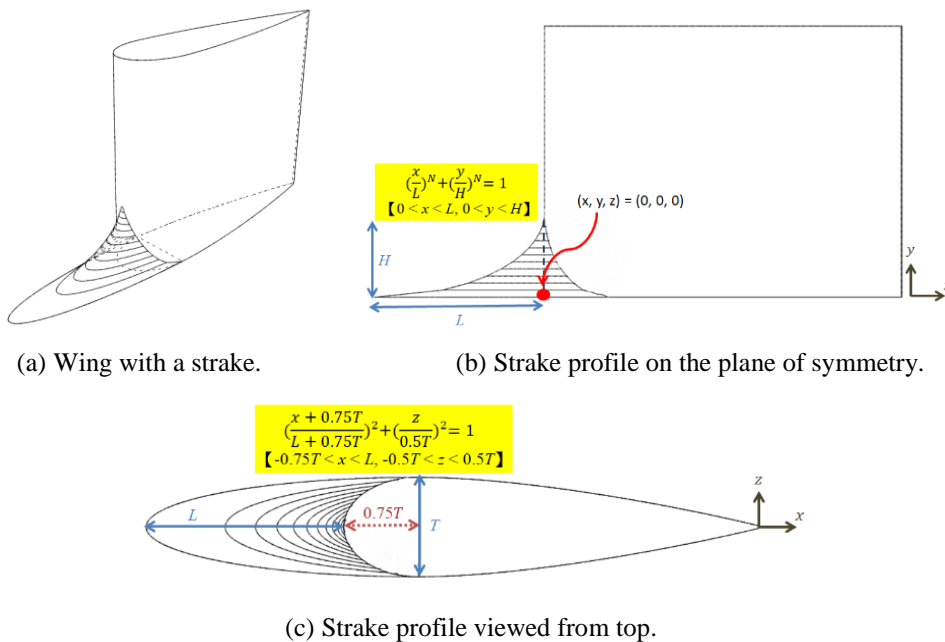 (x/L)^N+(y/H)^N = 1
【0 < x < L, 0 < y < H】
(x, y, z) = (0, 0, 0)
H
L
y
(a) Wing with a strake.
(b) Strake profile on the plane of symmetry.
((x + 0.75T)/(L + 0.75T))^2+(z/0.5T)^2= 1
【-0.75T < x < L, -0.5T < z < 0.5T】
L
0.75T
T
z
x
(c) Strake profile viewed from top.